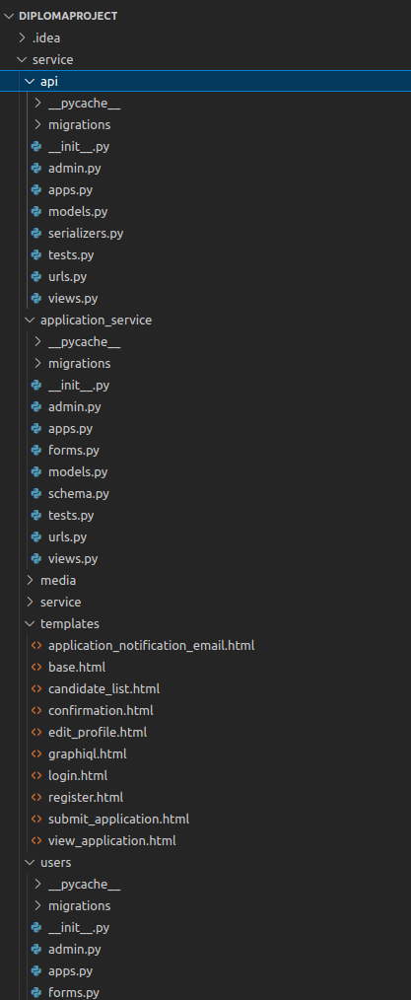 DIPLOMAPROJECT
.idea
service
api
__pycache__
migrations
__init__.py
admin.py
apps.py
models.py
serializers.py
tests.py
urls.py
views.py
application_service
__pycache__
migrations
__init__.py
admin.py
apps.py
forms.py
models.py
schema.py
tests.py
urls.py
views.py
media
service
templates
application_notification_email.html
base.html
candidate_list.html
confirmation.html
edit_profile.html
graphiql.html
login.html
register.html
submit_application.html
view_application.html
users
__pycache__
migrations
__init__.py
admin.py
apps.py
forms.py